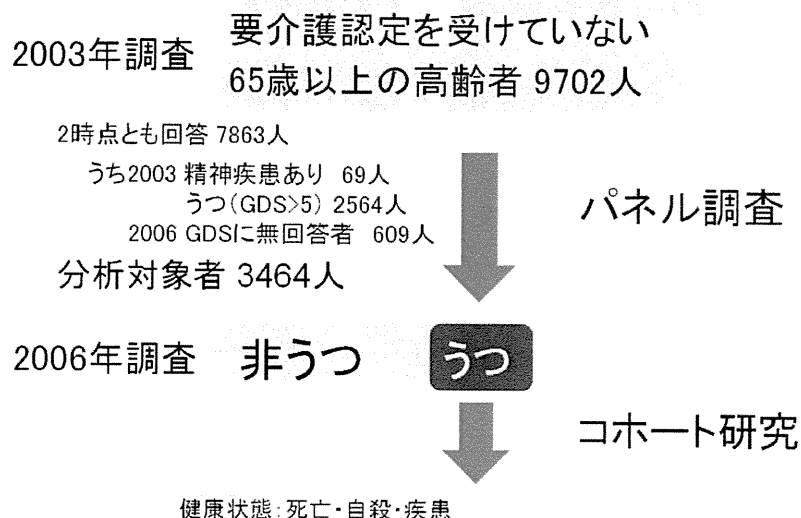 2003年調査
要介護認定を受けていない
65歳以上の高齢者 9702人
2時点とも回答 7863人
うち2003 精神疾患あり 69人
うつ(GDS>5) 2564人
2006 GDSに無回答者 609人
分析対象者 3464人
パネル調査
2006年調査 非うつ うつ
コホート研究
健康状態:死亡・自殺・疾患